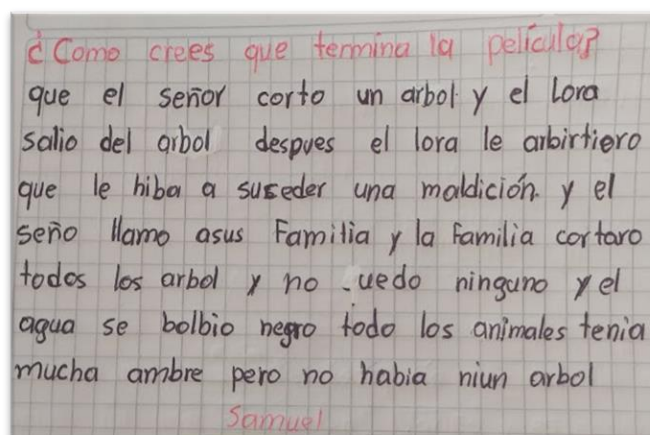 ¿Como crees que termina la película?
que el señor corto un arbol y el Lora
salio del arbol despues el lora le arbirtiero
que le hiba a suseder una maldición y el
seño llamo asus Familia y la familia cortaro
todos los arbol y no uedo ninguno y el
agua se bolbio negro todo los animales tenia
mucha ambre pero no habia niun arbol
Samuel